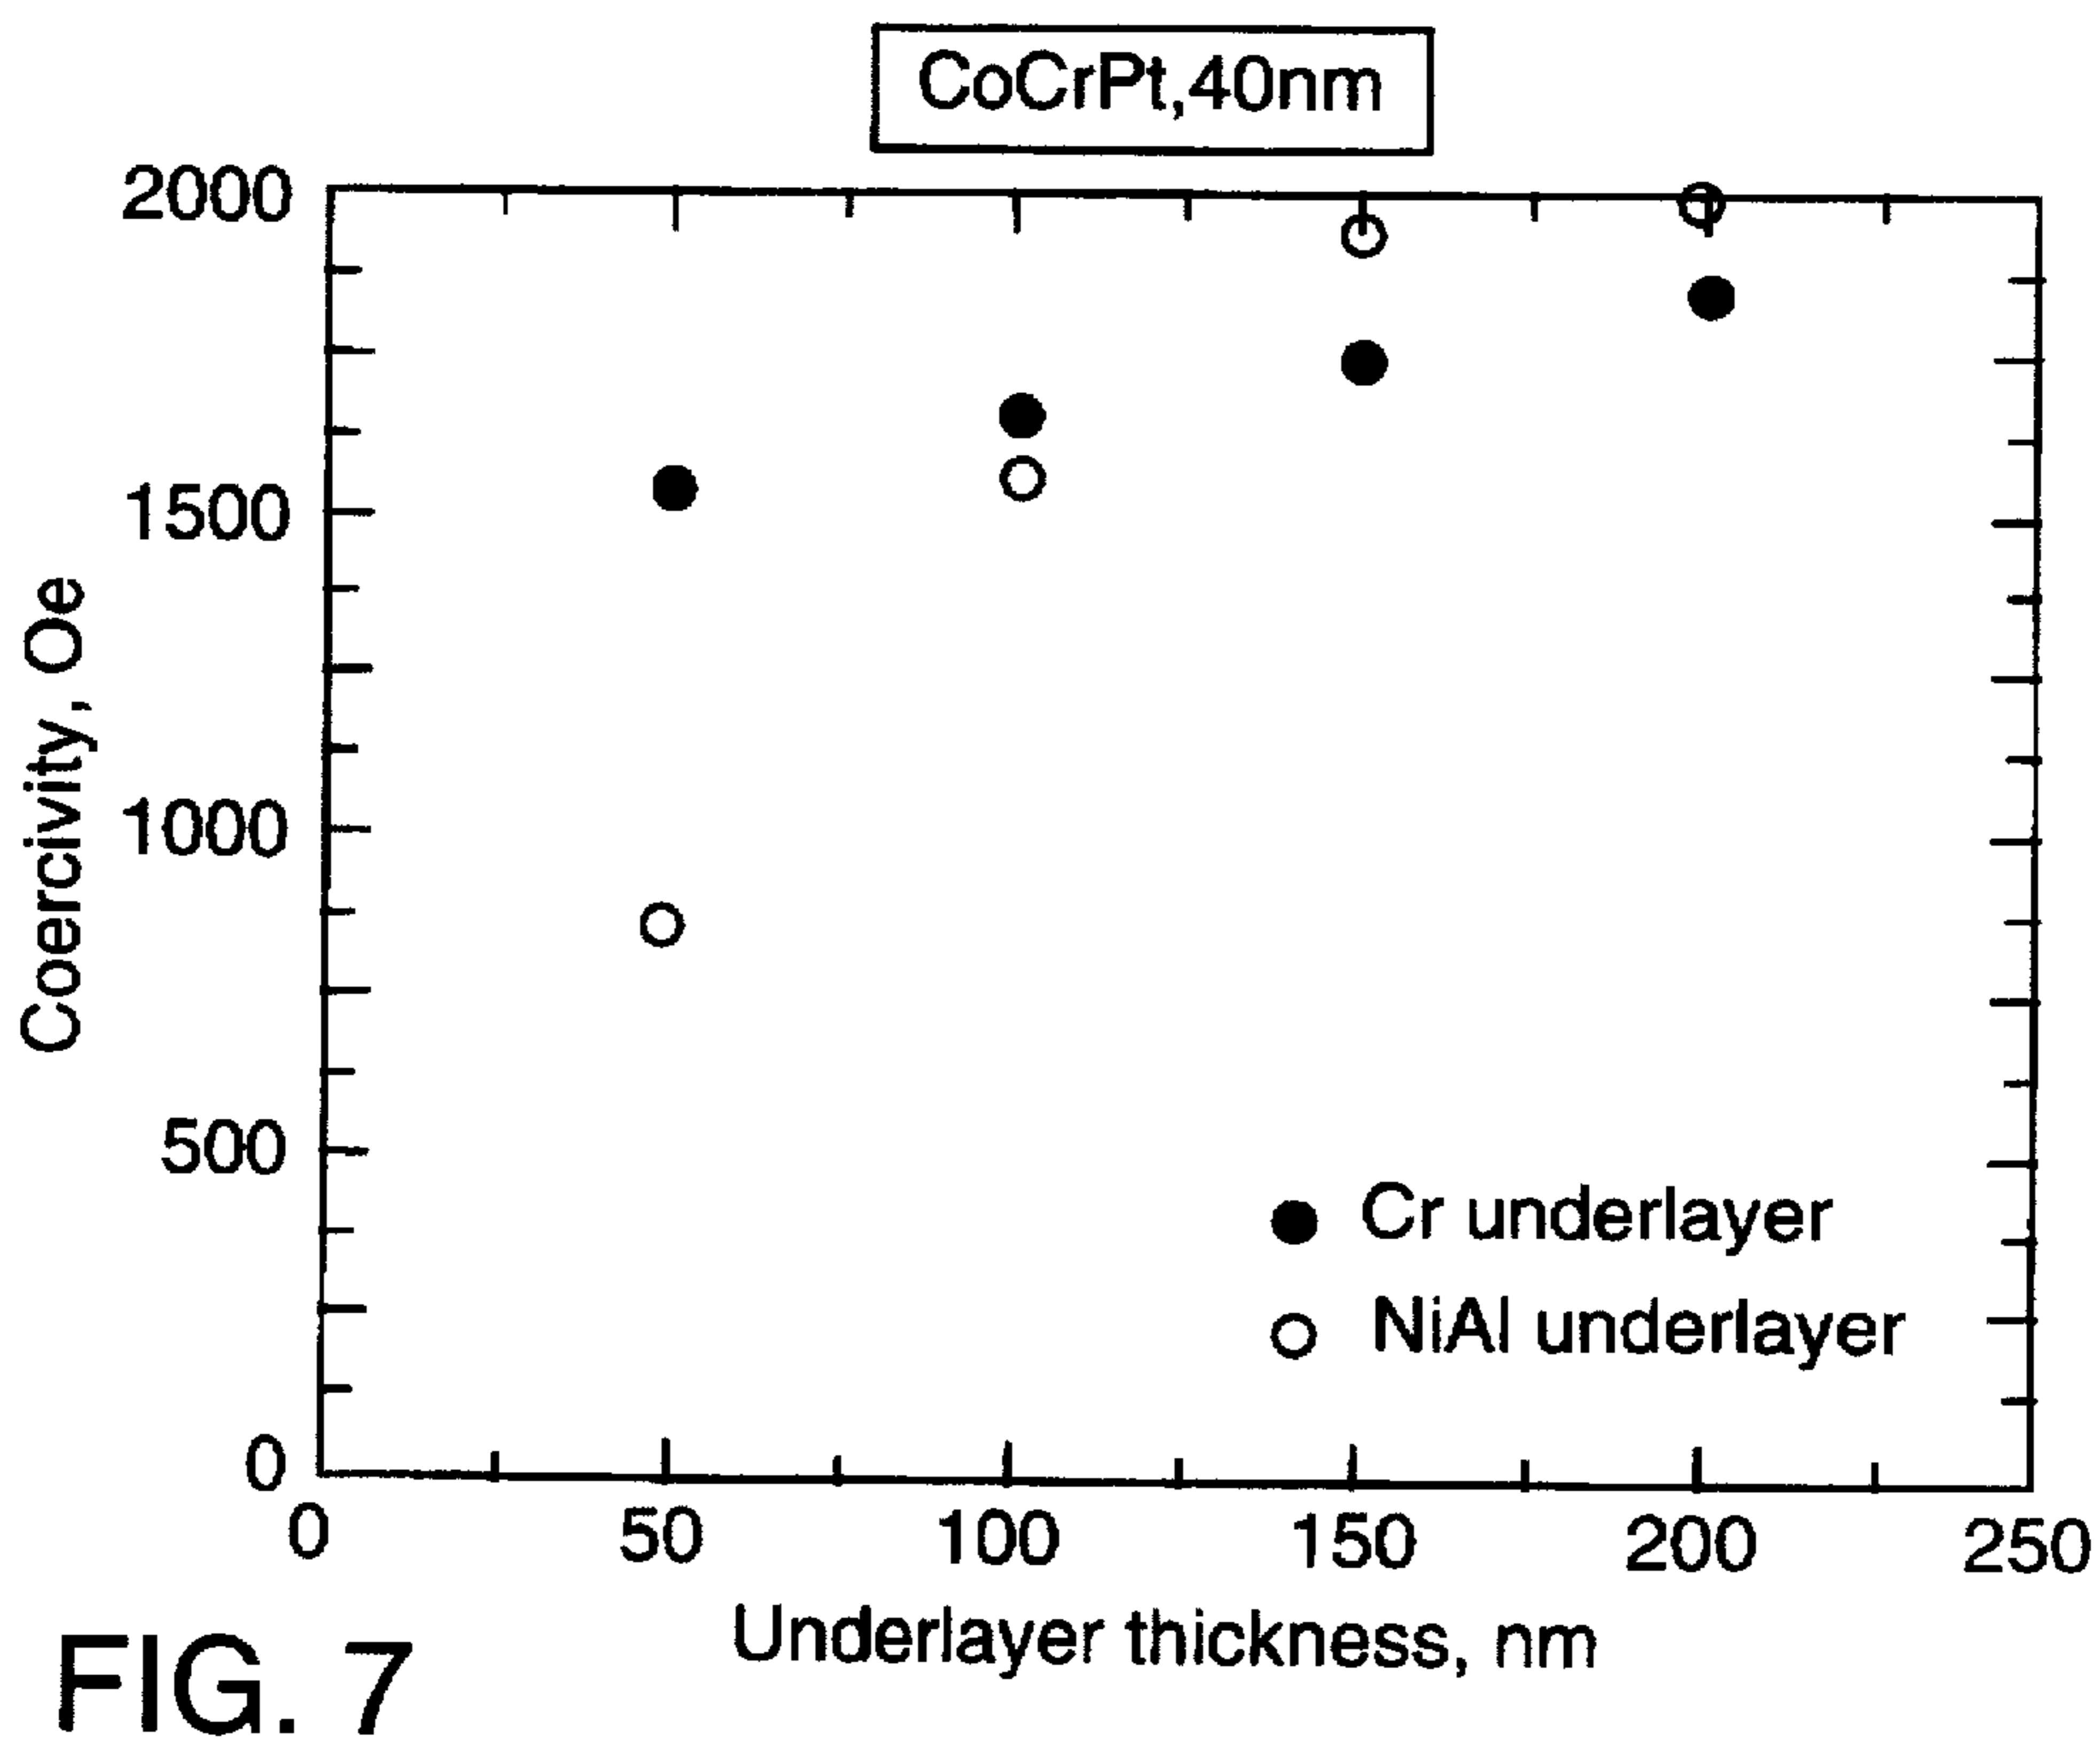 CoCrPt,40nm
2000
1500
1000
500
0
Coercivity, Oe
Cr underlayer
NiAl underlayer
0 50 100 150 200 250
Underlayer thickness, nm
FIG. 7